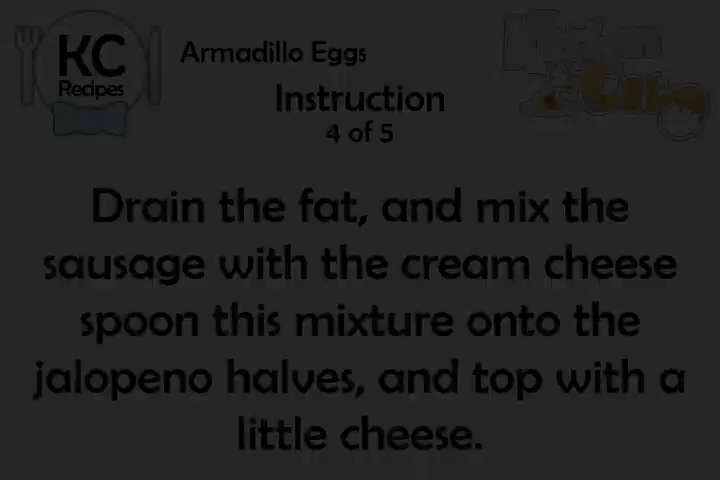 KC
Recipes
Armadillo Eggs
Instruction
4 of 5
Drain the fat, and mix the
sausage with the cream cheese
spoon this mixture onto the
jalopeno halves, and top with a
little cheese.